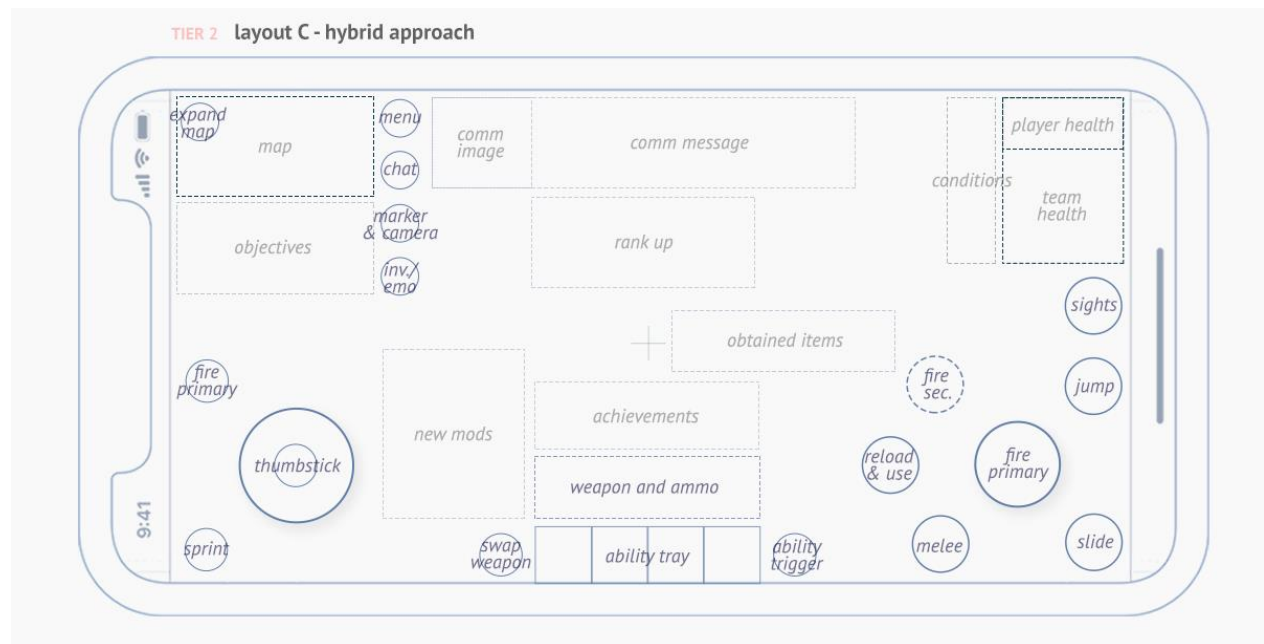 TIER 2 layout C - hybrid approach
expand
map
map
menu
comm
image
comm message
conditions
player health
team
health
chat
marker
& camera
objectives
rank up
inv./
emo
sights
obtained items
fire
primary
fire
sec.
jump
new mods
achievements
thumbstick
weapon and ammo
reload
& use
fire
primary
9:41
sprint
swap
weapon
ability tray
ability
trigger
melee
slide